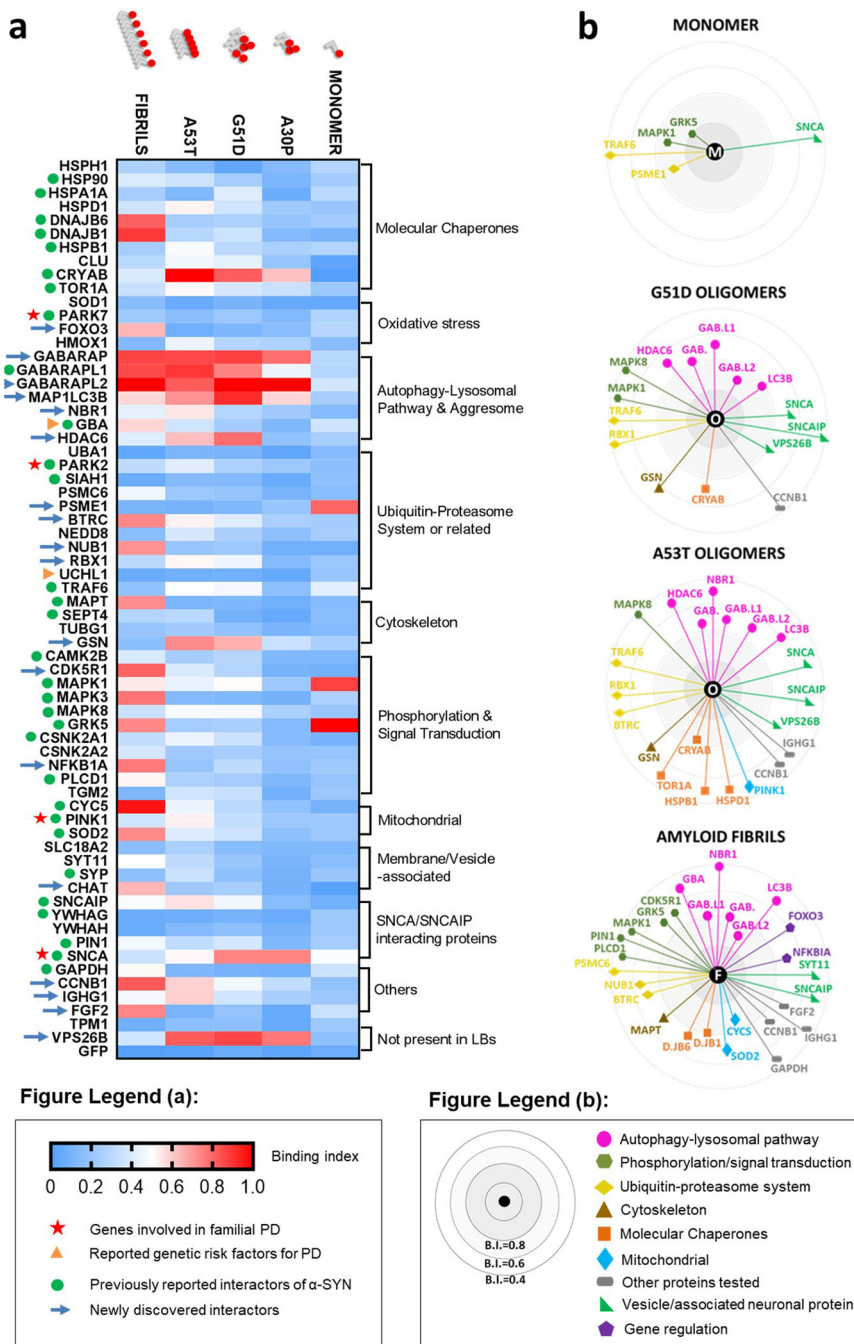 a
FIBRILS
A53T
G51D
A30P
MONOMER
HSPH1
HSP90
HSPA1A
HSPD1
DNAJB6
DNAJB1
HSPB1
CLU
CRYAB
TOR1A
Molecular Chaperones
SOD1
PARK7
FOXO3
HMOX1
Oxidative stress
GABARAP
GABARAPL1
GABARAPL2
MAP1LC3B
NBR1
GBA
HDAC6
Autophagy-Lysosomal
Pathway & Aggresome
UBA1
PARK2
SIAH1
PSMC6
PSME1
BTRC
NEDD8
NUB1
RBX1
UCHL1
TRAF6
Ubiquitin-Proteasome
System or related
MAPT
SEPT4
TUBG1
GSN
Cytoskeleton
CAMK2B
CDK5R1
MAPK1
MAPK3
MAPK8
GRK5
CSNK2A1
CSNK2A2
NFKB1A
PLCD1
TGM2
Phosphorylation &
Signal Transduction
CYC5
PINK1
SOD2
Mitochondrial
SLC18A2
SYT11
SYP
CHAT
Membrane/Vesicle
-associated
SNCAIP
YWHAG
YWHAH
PIN1
SNCA
SNCA/SNCAIP
interacting proteins
GAPDH
CCNB1
IGHG1
FGF2
Others
TPM1
VPS26B
GFP
Not present in LBs
b
MONOMER
GRK5
MAPK1
SNCA
TRAF6
PSME1
M
G51D OLIGOMERS
GAB.L1
HDAC6
GAB.
MAPK8
GAB.L2
LC3B
MAPK1
SNCA
TRAF6
SNCAIP
RBX1
VPS26B
O
GSN
CRYAB
CCNB1
A53T OLIGOMERS
NBR1
HDAC6
MAPK8
GAB.
GAB.L1
GAB.L2
LC3B
TRAF6
SNCA
RBX1
SNCAIP
BTRC
VPS26B
O
GSN
CRYAB
IGHG1
CCNB1
TOR1A
HSPB1
HSPD1
PINK1
AMYLOID FIBRILS
NBR1
GBA
LC3B
CDK5R1
GAB.L1
GAB.
GRK5
FOXO3
MAPK1
GAB.L2
PIN1
NFKBIA
PLCD1
SYT11
PSMC6
F
NUB1
SNCAIP
BTRC
FGF2
MAPT
CYCS
CCNB1
IGHG1
D.JB6
D.JB1
SOD2
GAPDH
Figure Legend (a):
0 0.2 0.4 0.6 0.8 1.0
Binding index
Genes involved in familial PD
Reported genetic risk factors for PD
Previously reported interactors of α-SYN
Newly discovered interactors
Figure Legend (b):
B.I.=0.8
B.I.=0.6
B.I.=0.4
Autophagy-lysosomal pathway
Phosphorylation/signal transduction
Ubiquitin-proteasome system
Cytoskeleton
Molecular Chaperones
Mitochondrial
Other proteins tested
Vesicle/associated neuronal protein
Gene regulation